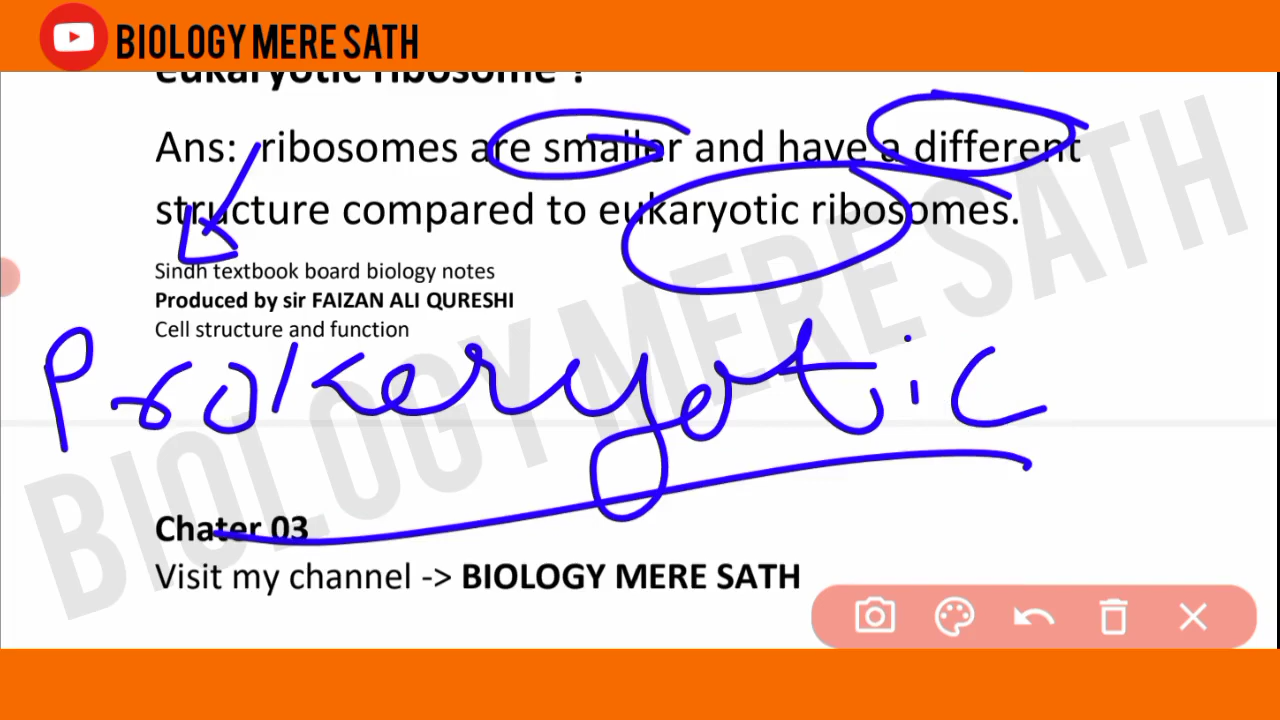 BIOLOGY MERE SATH
eukaryotic ribosome ?
Ans: ribosomes are smaller and have a different
structure compared to eukaryotic ribosomes.
Sindh textbook board biology notes
Produced by sir FAIZAN ALI QURESHI
Cell structure and function
Prokeryotic
BIOLOGY MERE SATH
Chater 03
Visit my channel -> BIOLOGY MERE SATH